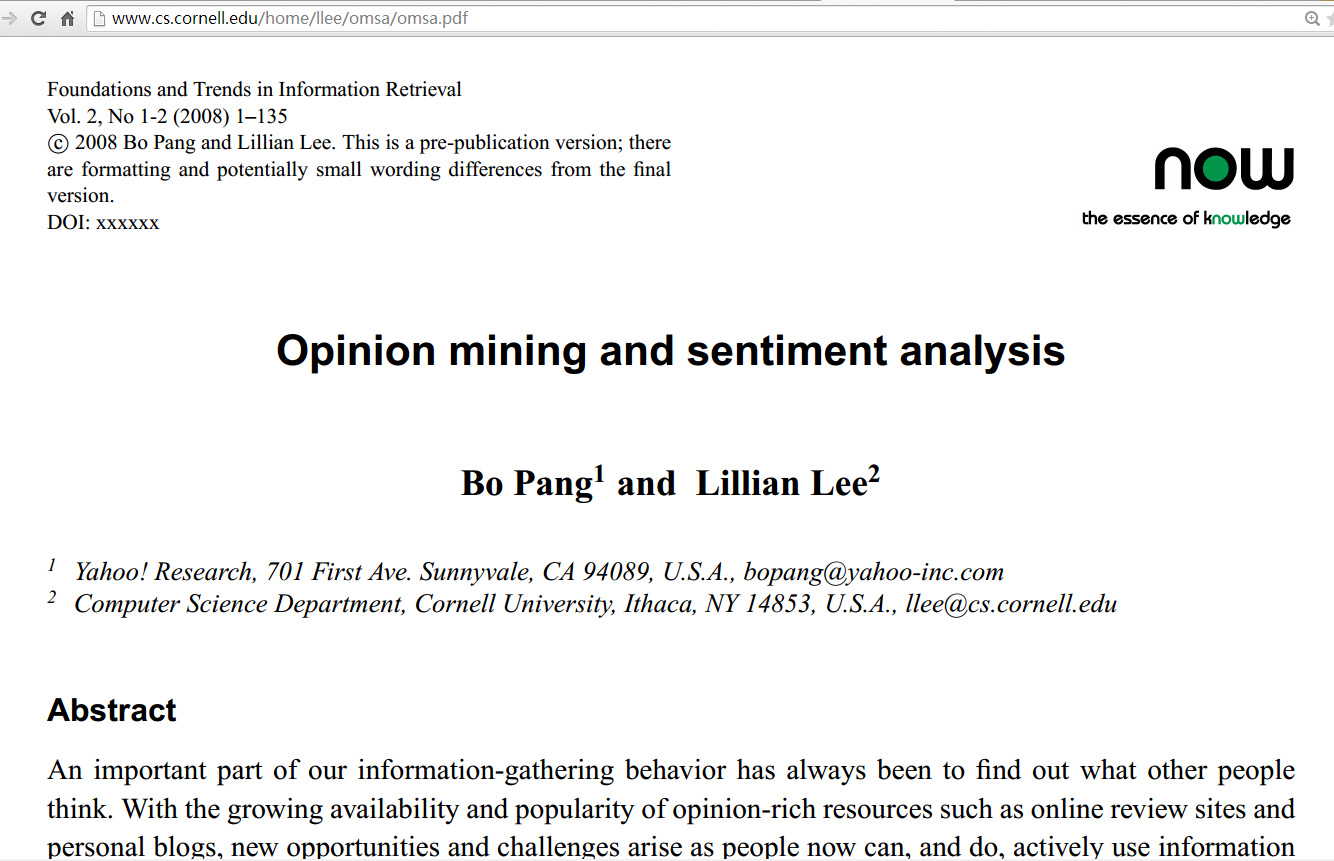 www.cs.cornell.edu/home/llee/omsa/omsa.pdf
Foundations and Trends in Information Retrieval
Vol. 2, No 1-2 (2008) 1–135
© 2008 Bo Pang and Lillian Lee. This is a pre-publication version; there
are formatting and potentially small wording differences from the final
version.
DOI: xxxxxx
now
the essence of knowledge
Opinion mining and sentiment analysis
Bo Pang¹ and Lillian Lee²
¹ Yahoo! Research, 701 First Ave. Sunnyvale, CA 94089, U.S.A., bopang@yahoo-inc.com
² Computer Science Department, Cornell University, Ithaca, NY 14853, U.S.A., llee@cs.cornell.edu
Abstract
An important part of our information-gathering behavior has always been to find out what other people
think. With the growing availability and popularity of opinion-rich resources such as online review sites and
personal blogs, new opportunities and challenges arise as people now can, and do, actively use information